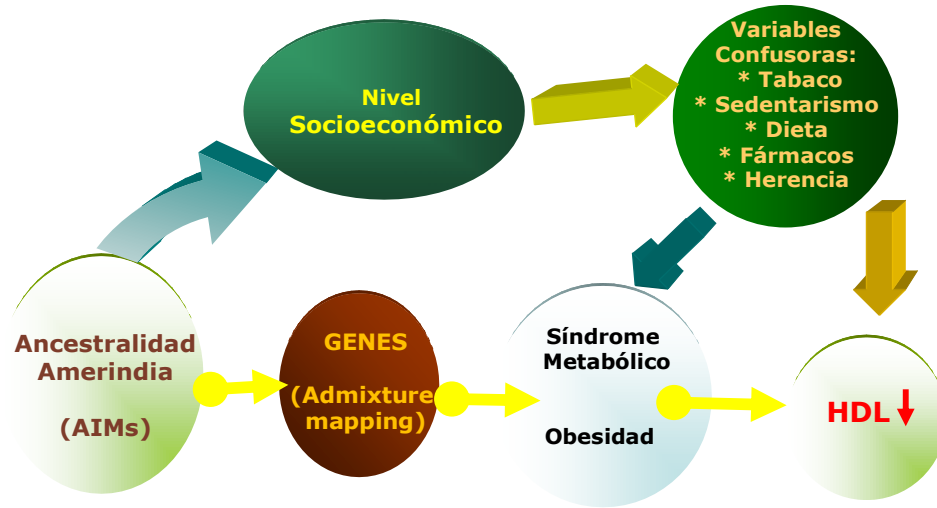 Nivel
Socioeconómico
Variables
Confusoras:
* Tabaco
* Sedentarismo
* Dieta
* Fármacos
* Herencia
Ancestralidad
Amerindia
(AIMs)
GENES
(Admixture
mapping)
Síndrome
Metabólico
Obesidad
HDL